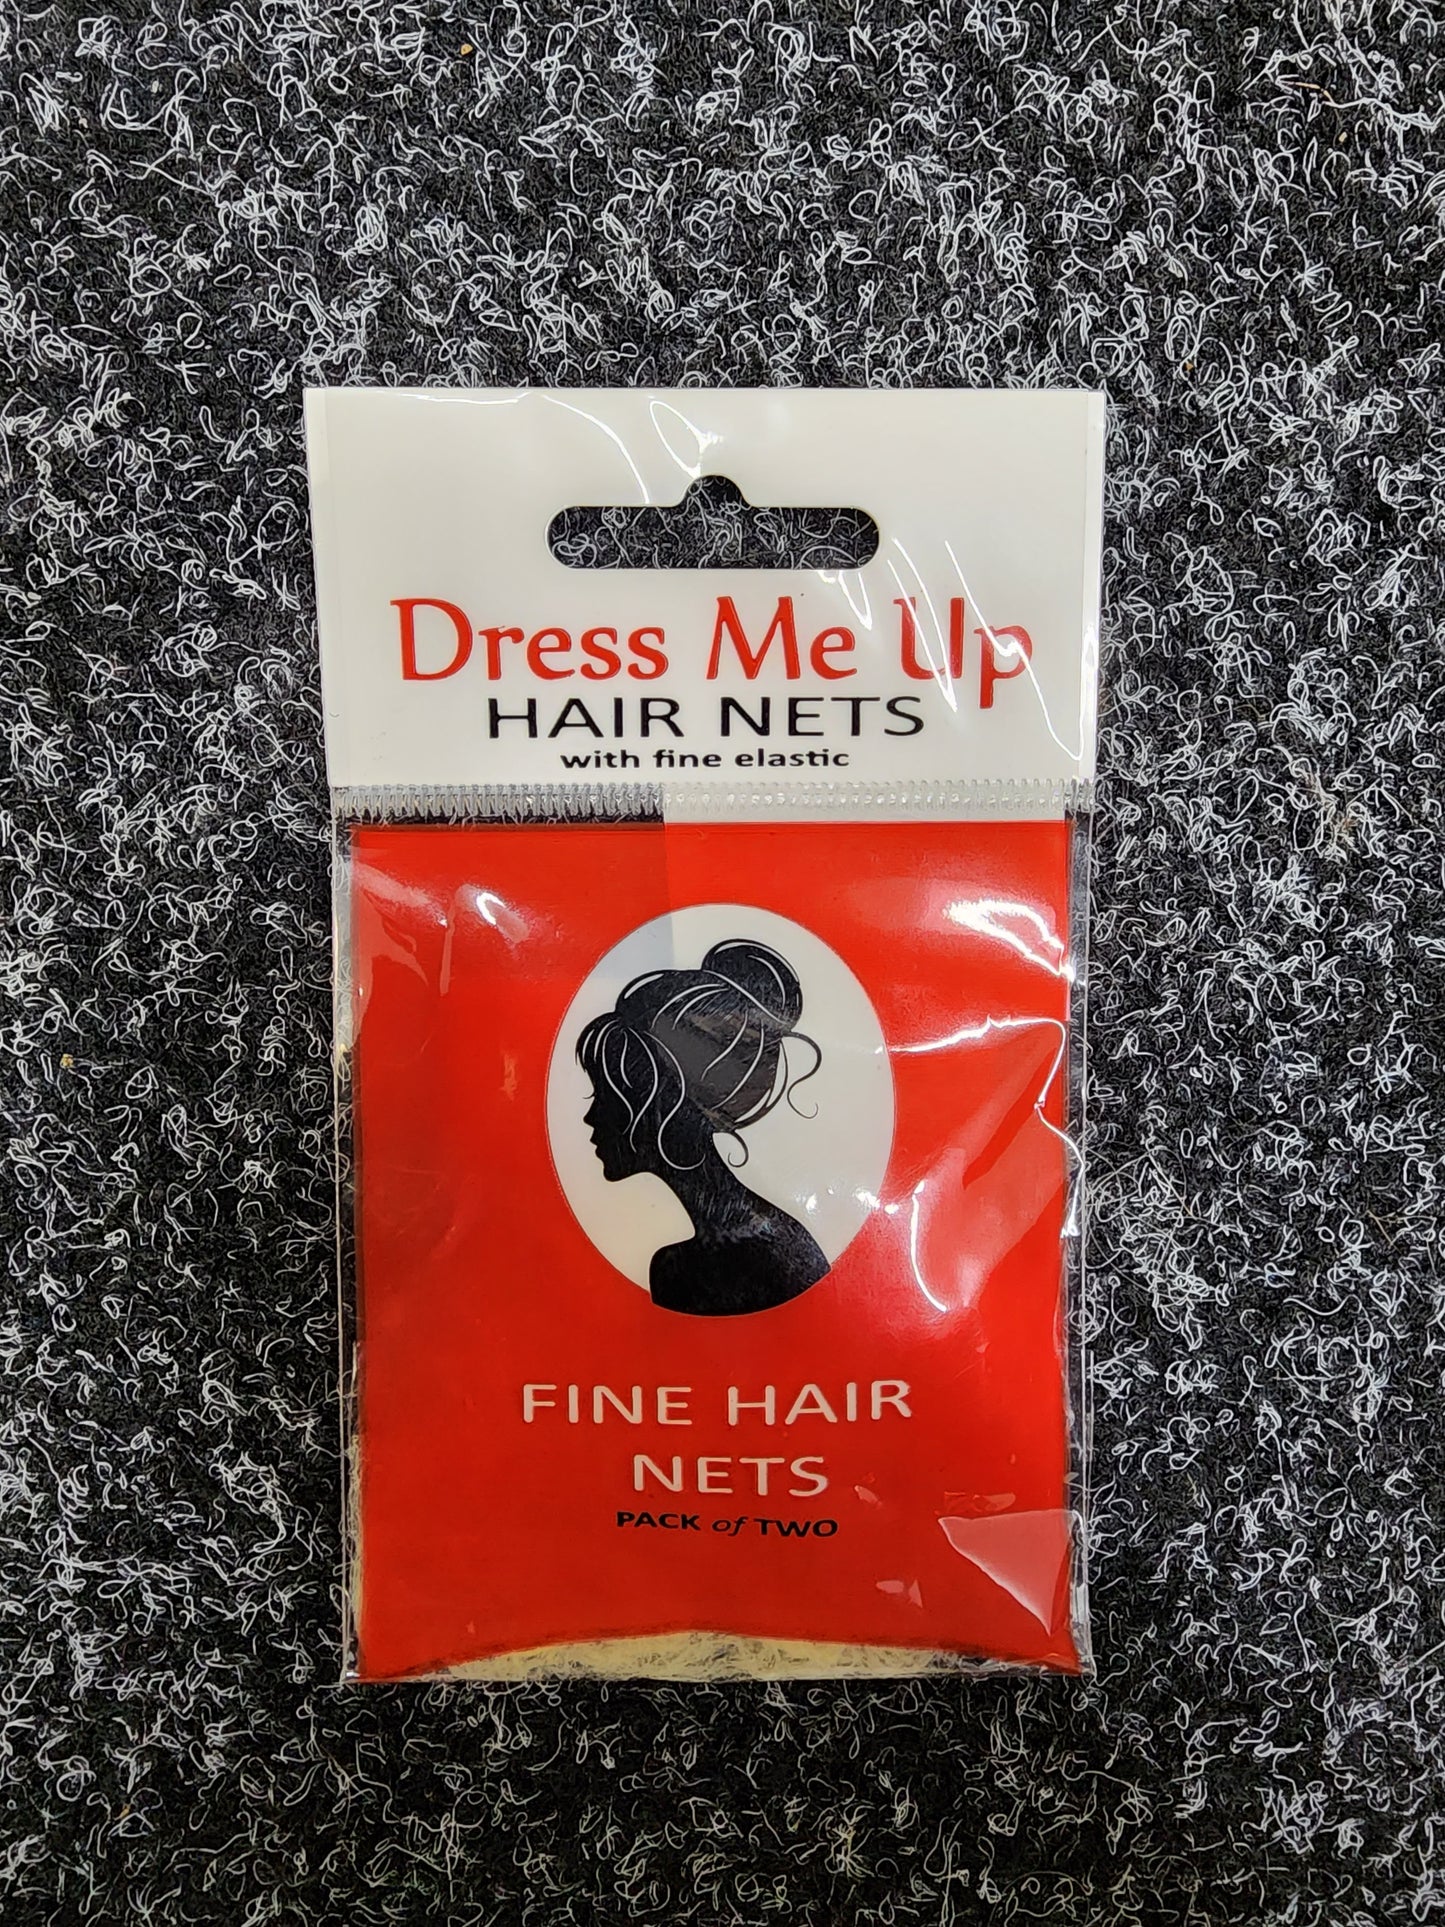 Dress Me Up
HAIR NETS
with fine elastic
FINE HAIR
NETS
PACK of TWO